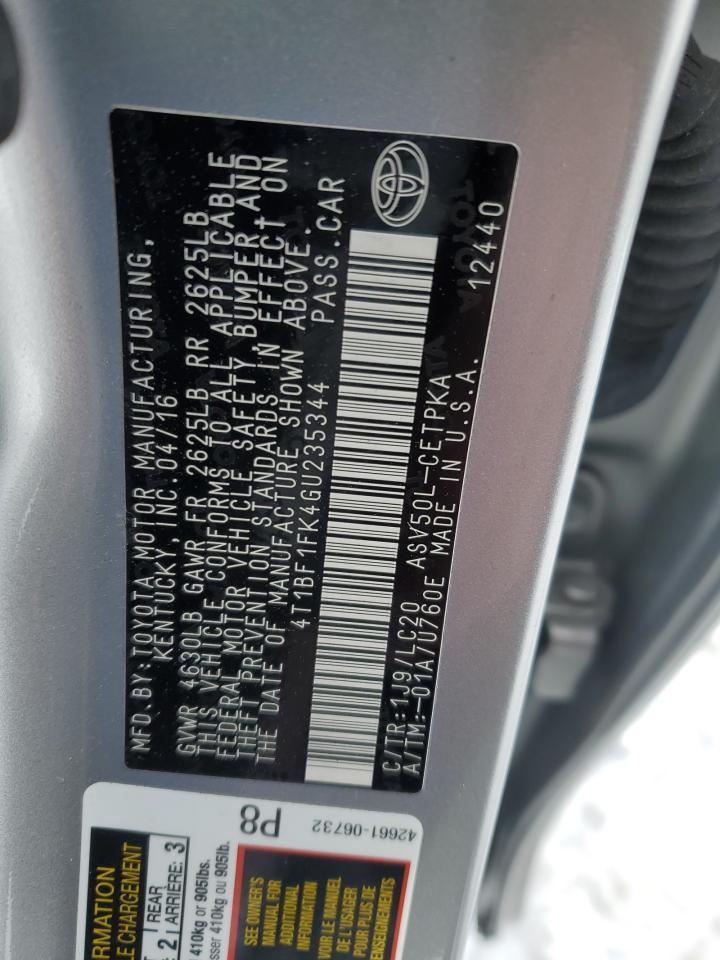 MFD.BY:TOYOTA MOTOR MANUFACTURING,
KENTUCKY, INC. 04/16
GVWR 4630LB GAWR FR 2625LB RR 2625LB
THIS VEHICLE CONFORMS TO ALL APPLICABLE
FEDERAL MOTOR VEHICLE SAFETY BUMPER AND
THEFT PREVENTION STANDARDS IN EFFECT ON
THE DATE OF MANUFACTURE SHOWN ABOVE.
4T1BF1FK4GU235344 PASS.CAR
C/TR:1J9/LC20 ASV50L-CETPKA 12440
A/TM:-01A/U760E MADE IN U.S.A.
TOYOTA
P8
42661-06732
RMATION
E CHARGEMENT
REAR
2 ARRIÈRE: 3
410kg or 905lbs.
sser 410kg ou 905lb.
SEE OWNER'S
MANUAL FOR
ADDITIONAL
INFORMATION
VOIR LE MANUEL
DE L'USAGER
POUR PLUS DE
RENSEIGNEMENTS